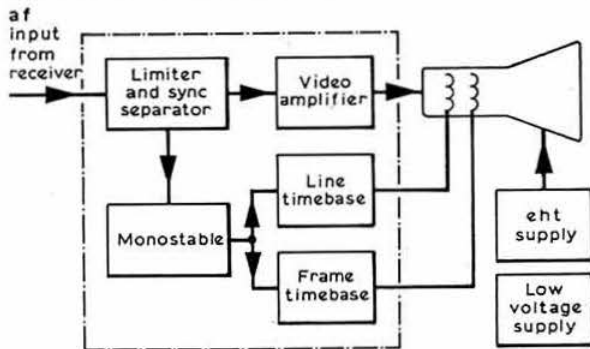 af
input
from
receiver
Limiter
and sync
separator
Video
amplifier
Monostable
Line
timebase
Frame
timebase
eht
supply
Low
voltage
supply